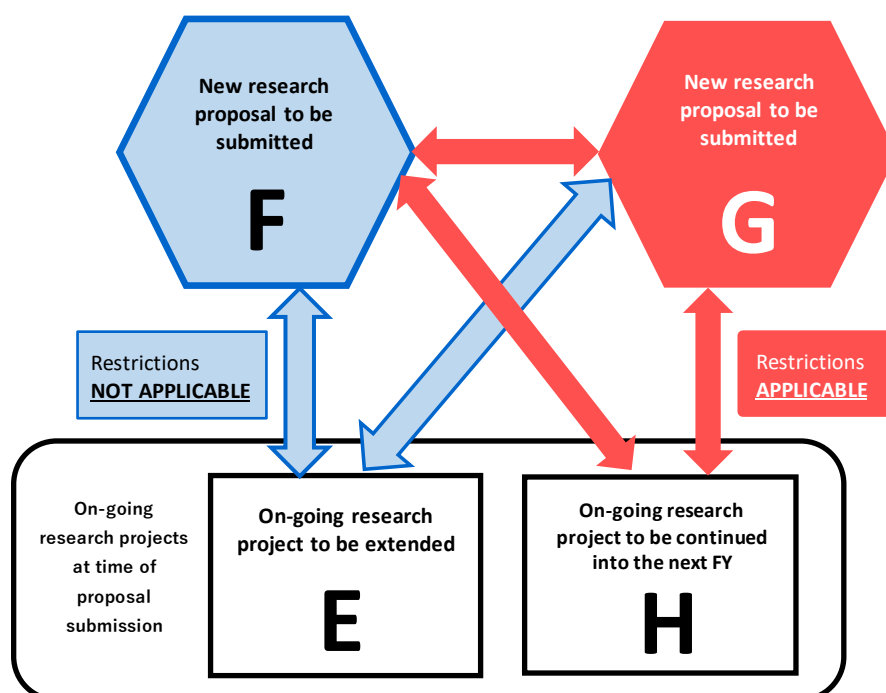 New research
proposal to be
submitted
F
New research
proposal to be
submitted
G
Restrictions
NOT APPLICABLE
Restrictions
APPLICABLE
On-going
research projects
at time of
proposal
submission
On-going research
project to be extended
E
On-going research
project to be continued
into the next FY
H